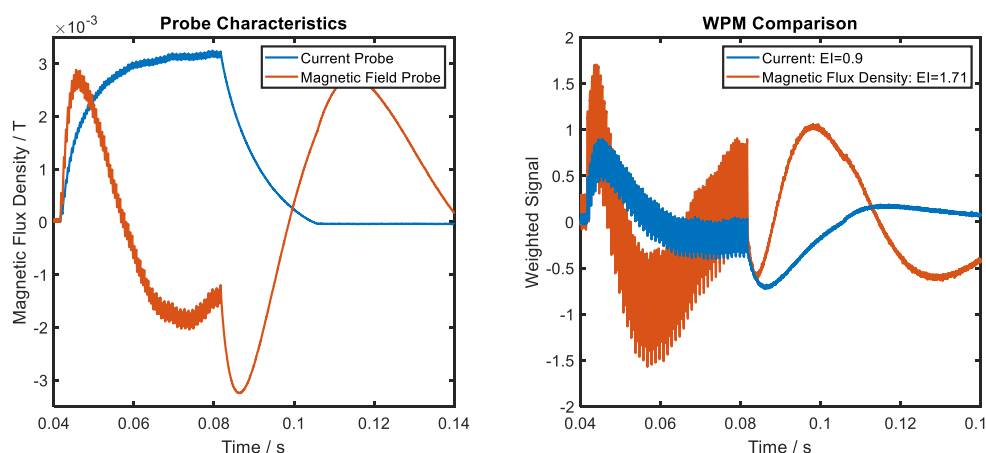 Probe Characteristics
×10-3
3
2
1
0
-1
-2
-3
0.04
0.06
0.08
0.1
0.12
0.14
Time / s
Magnetic Flux Density / T
Current Probe
Magnetic Field Probe
WPM Comparison
2
1.5
1
0.5
0
-0.5
-1
-1.5
-2
0.04
0.06
0.08
0.1
0.12
Time / s
Weighted Signal
Current: EI=0.9
Magnetic Flux Density: EI=1.71